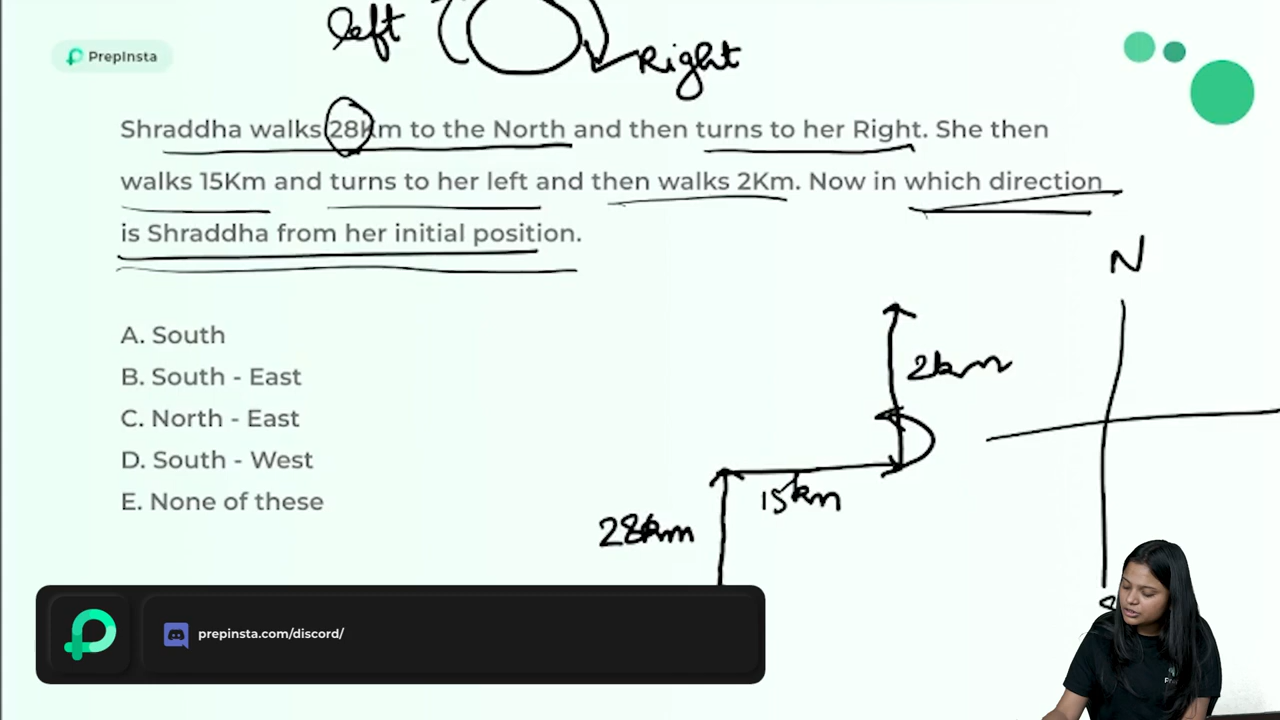 left
Right
PrepInsta
Shraddha walks 28Km to the North and then turns to her Right. She then
walks 15Km and turns to her left and then walks 2Km. Now in which direction
is Shraddha from her initial position.
N
A. South
B. South - East
C. North - East
D. South - West
E. None of these
2km
15km
28km
prepinsta.com/discord/